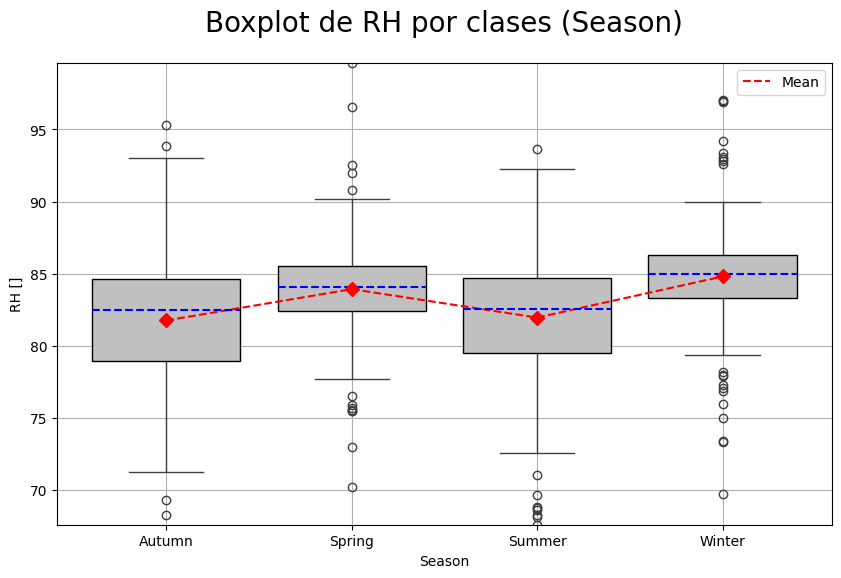 Boxplot de RH por clases (Season)
Mean
95
90
85
80
75
70
RH []
Autumn Spring Summer Winter
Season